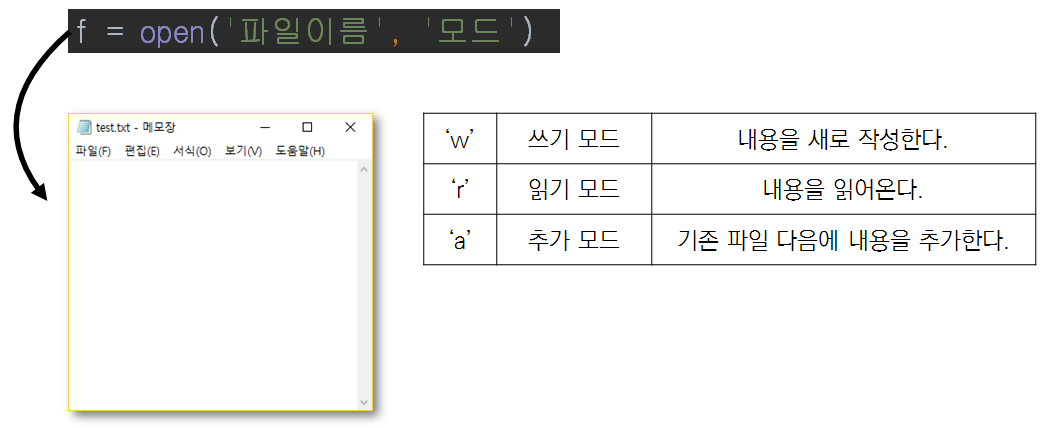 f = open('파일이름', '모드')
test.txt - 메모장
파일(F) 편집(E) 서식(O) 보기(V) 도움말(H)
‘w’ 쓰기 모드 내용을 새로 작성한다.
‘r’ 읽기 모드 내용을 읽어온다.
‘a’ 추가 모드 기존 파일 다음에 내용을 추가한다.